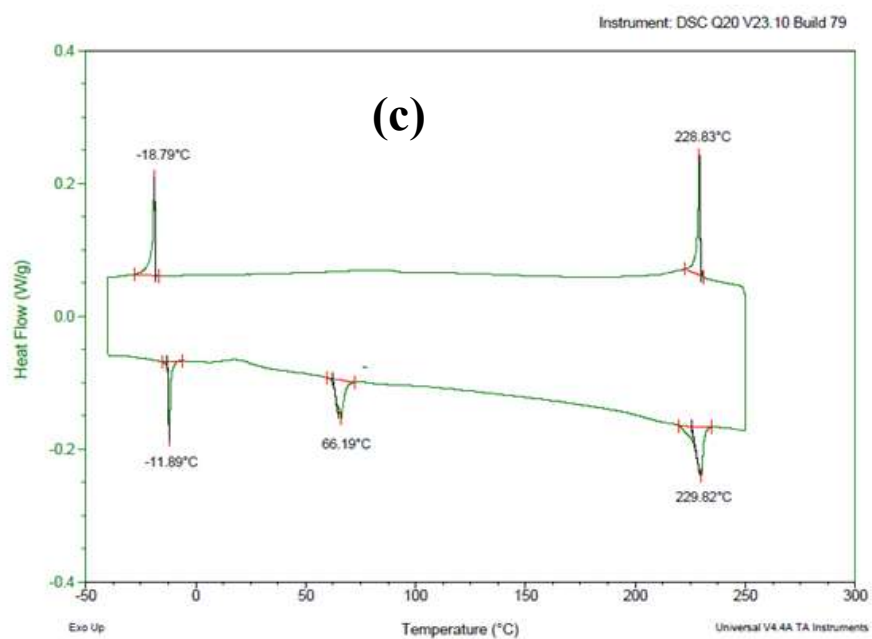 Instrument: DSC Q20 V23.10 Build 79
(c)
-18.79°C
228.83°C
-11.89°C
66.19°C
229.82°C
Heat Flow (W/g)
0.4
0.2
0.0
-0.2
-0.4
-50
0
50
100
150
200
250
300
Exo Up
Temperature (°C)
Universal V4.4A TA Instruments